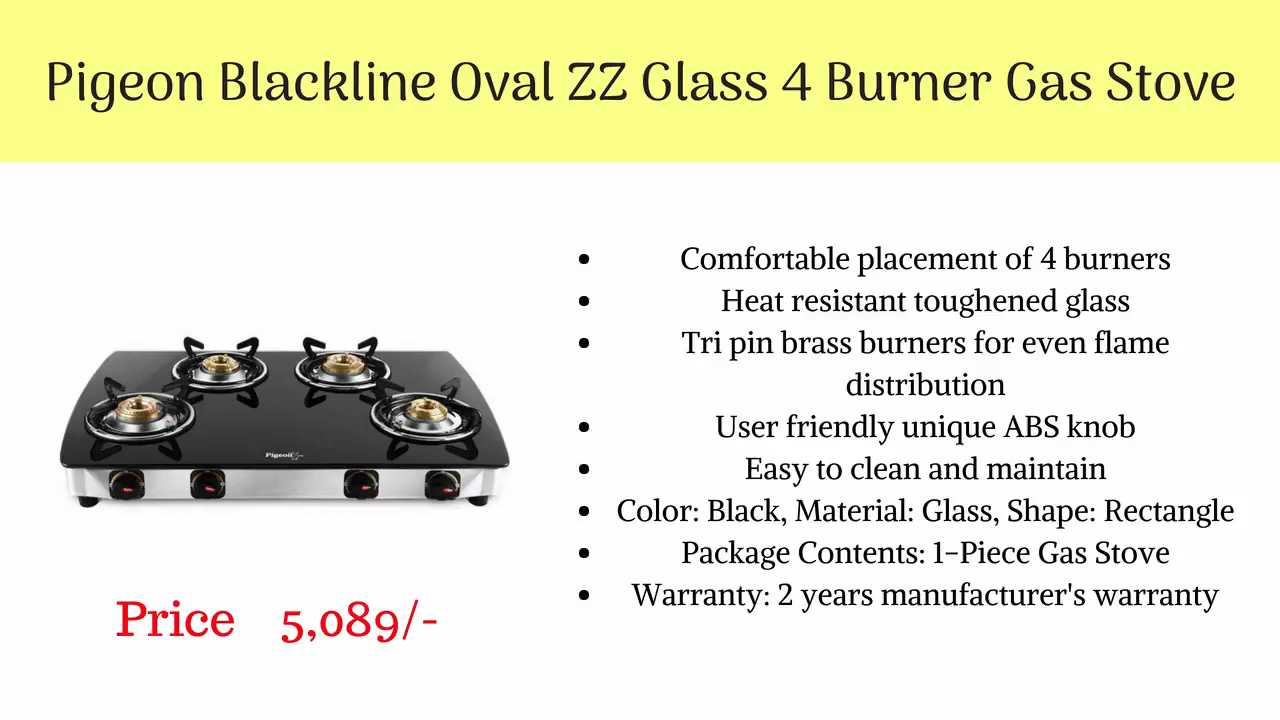 Pigeon Blackline Oval ZZ Glass 4 Burner Gas Stove
• Comfortable placement of 4 burners
• Heat resistant toughened glass
• Tri pin brass burners for even flame
distribution
• User friendly unique ABS knob
• Easy to clean and maintain
• Color: Black, Material: Glass, Shape: Rectangle
• Package Contents: 1-Piece Gas Stove
• Warranty: 2 years manufacturer's warranty
Pigeon
Price 5,089/-